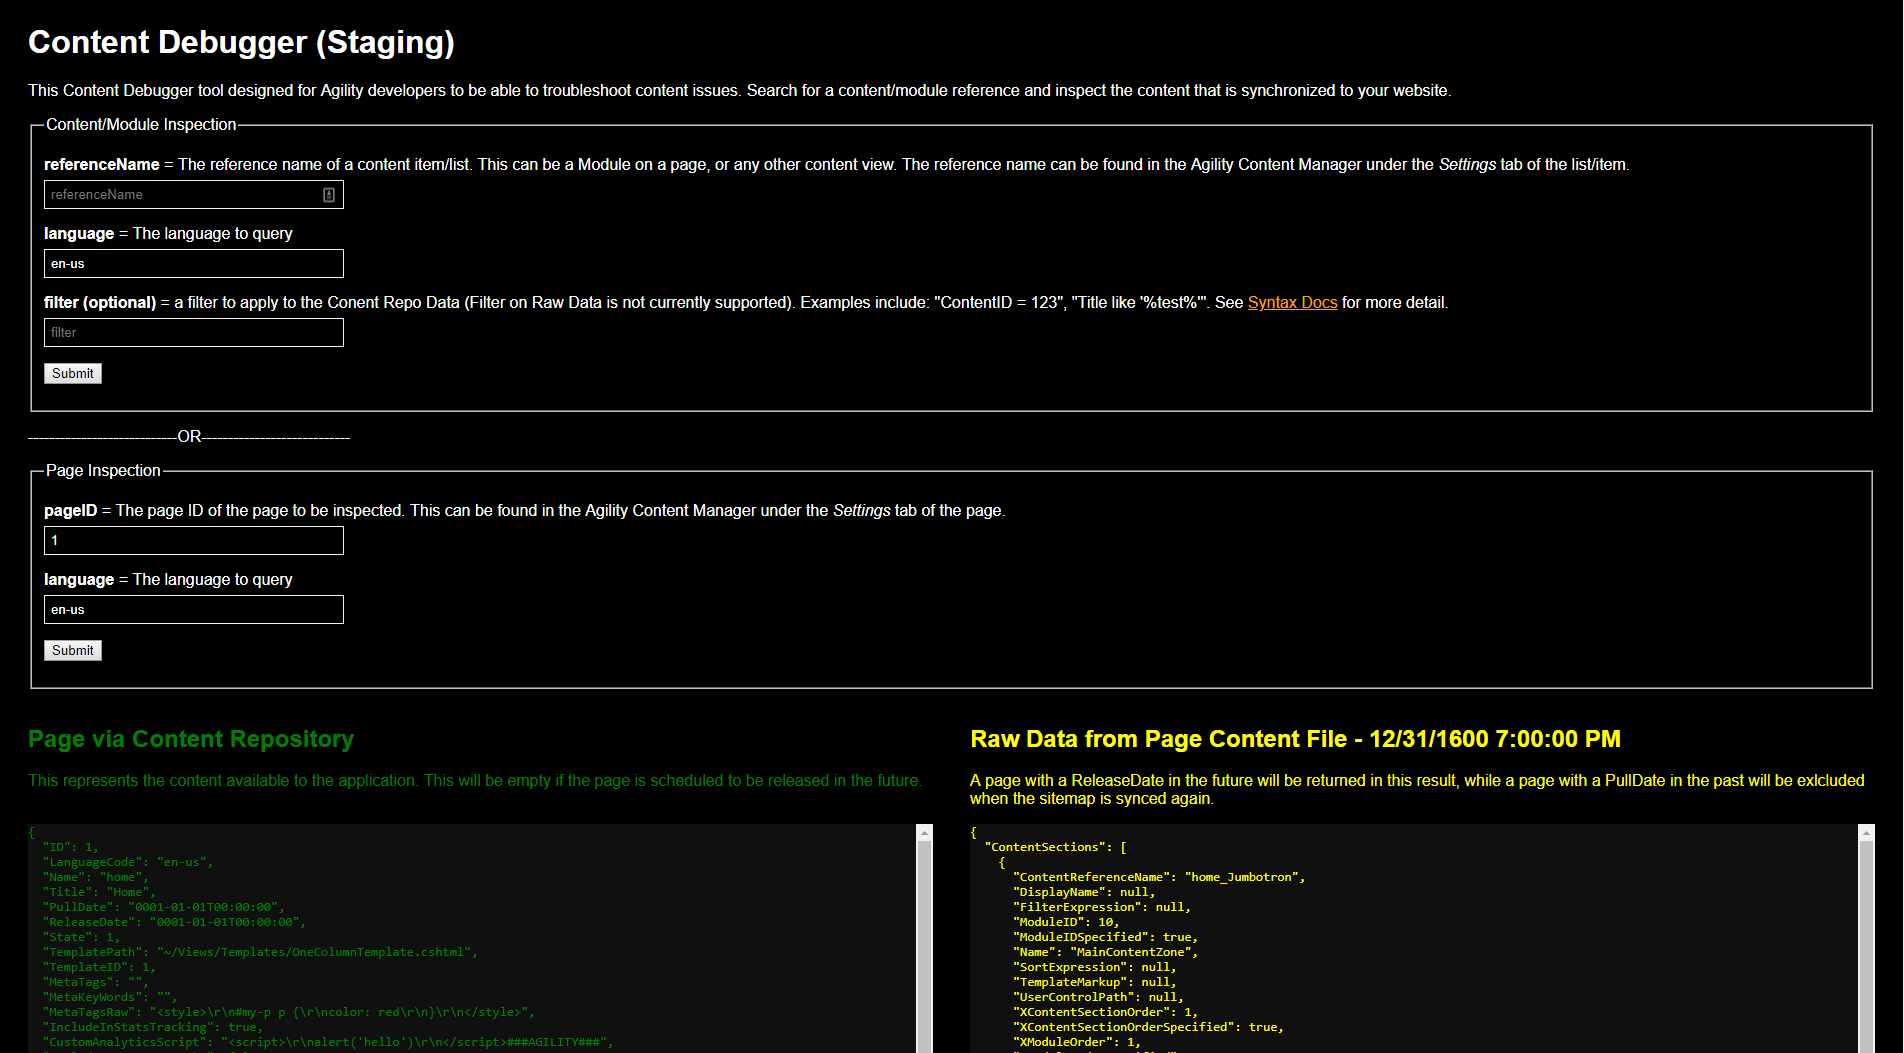 Content Debugger (Staging)
This Content Debugger tool designed for Agility developers to be able to troubleshoot content issues. Search for a content/module reference and inspect the content that is synchronized to your website.
Content/Module Inspection
referenceName = The reference name of a content item/list. This can be a Module on a page, or any other content view. The reference name can be found in the Agility Content Manager under the Settings tab of the list/item.
referenceName
language = The language to query
en-us
filter (optional) = a filter to apply to the Conent Repo Data (Filter on Raw Data is not currently supported). Examples include: "ContentID = 123", "Title like '%test%'". See Syntax Docs for more detail.
filter
Submit
----------------------------OR----------------------------
Page Inspection
pageID = The page ID of the page to be inspected. This can be found in the Agility Content Manager under the Settings tab of the page.
1
language = The language to query
en-us
Submit
Page via Content Repository
This represents the content available to the application. This will be empty if the page is scheduled to be released in the future.
{
"ID": 1,
"LanguageCode": "en-us",
"Name": "home",
"Title": "Home",
"PullDate": "0001-01-01T00:00:00",
"ReleaseDate": "0001-01-01T00:00:00",
"State": 1,
"TemplatePath": "~/Views/Templates/OneColumnTemplate.cshtml",
"TemplateID": 1,
"MetaTags": "",
"MetaKeyWords": "",
"MetaTagsRaw": "<style>\r\n#my-p p {\r\ncolor: red\r\n}\r\n</style>",
"IncludeInStatsTracking": true,
"CustomAnalyticsScript": "<script>\r\nalert('hello')\r\n</script>###AGILITY###",
Raw Data from Page Content File - 12/31/1600 7:00:00 PM
A page with a ReleaseDate in the future will be returned in this result, while a page with a PullDate in the past will be exlcluded
when the sitemap is synced again.
{
"ContentSections": [
{
"ContentReferenceName": "home_Jumbotron",
"DisplayName": null,
"FilterExpression": null,
"ModuleID": 10,
"ModuleIDSpecified": true,
"Name": "MainContentZone",
"SortExpression": null,
"TemplateMarkup": null,
"UserControlPath": null,
"XContentSectionOrder": 1,
"XContentSectionOrderSpecified": true,
"XModuleOrder": 1,